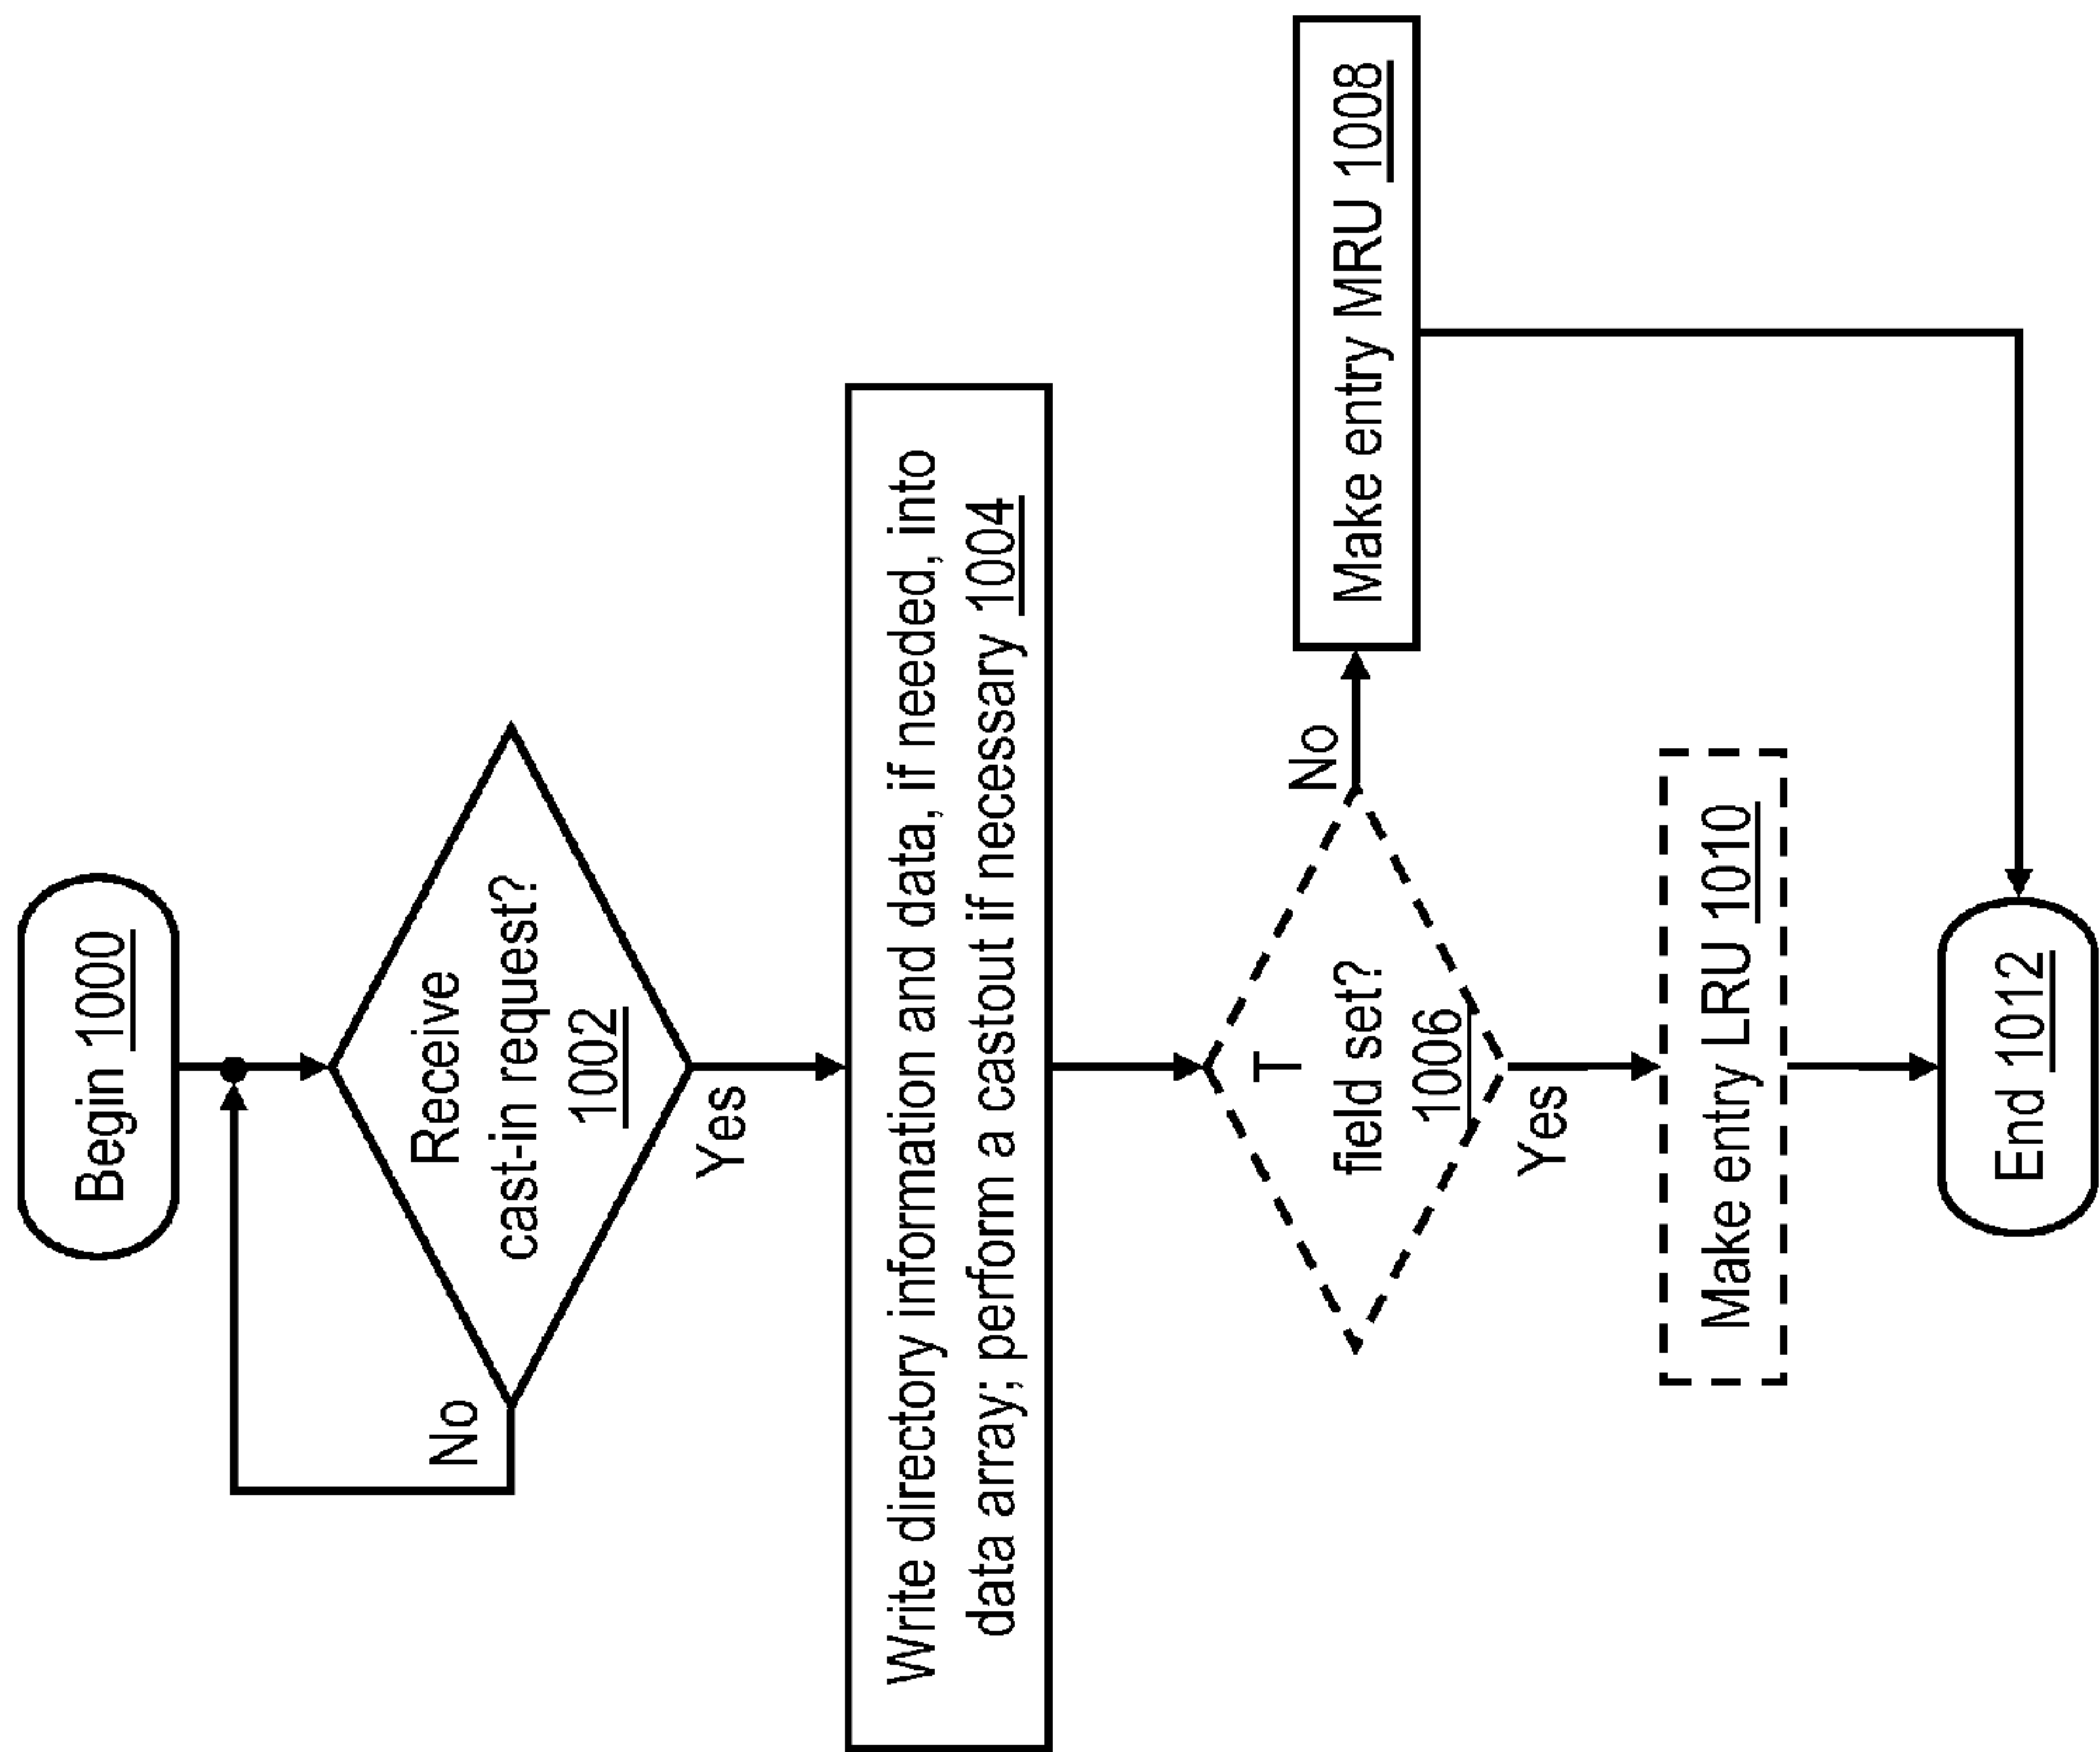 Begin 1000
Receive
cast-in request?
1002
No
Yes
Write directory information and data, if needed, into
data array; perform a castout if necessary 1004
T
field set?
1006
No
Make entry MRU 1008
Yes
Make entry LRU 1010
End 1012